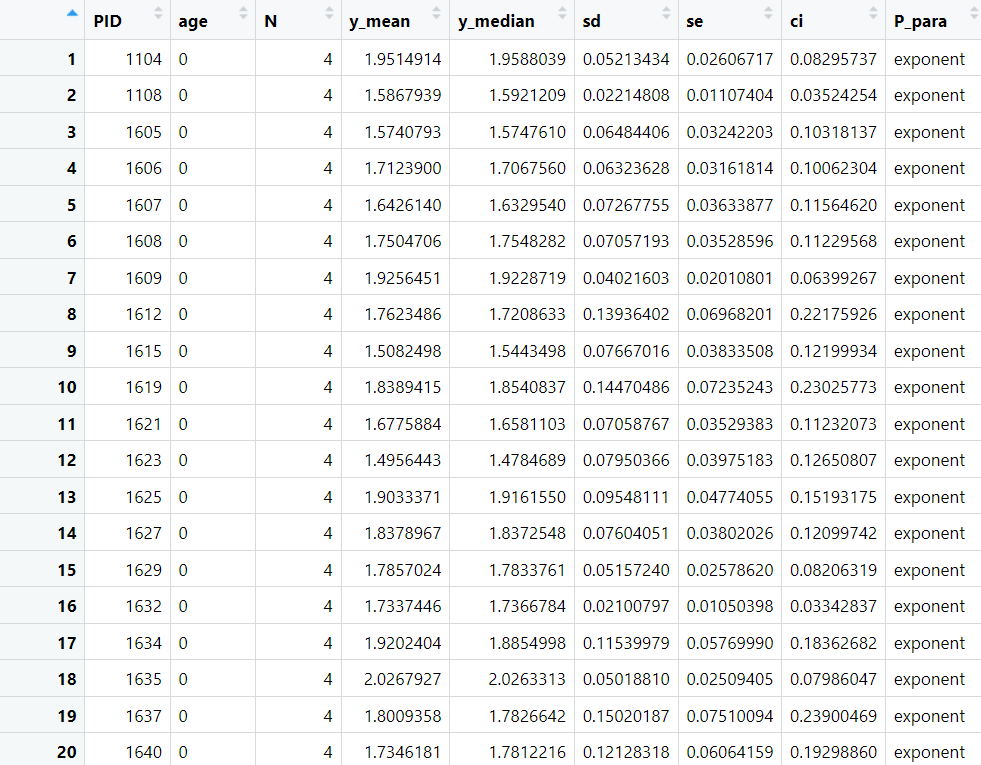 PID age N y_mean y_median sd se ci P_para
1 1104 0 4 1.9514914 1.9588039 0.05213434 0.02606717 0.08295737 exponent
2 1108 0 4 1.5867939 1.5921209 0.02214808 0.01107404 0.03524254 exponent
3 1605 0 4 1.5740793 1.5747610 0.06484406 0.03242203 0.10318137 exponent
4 1606 0 4 1.7123900 1.7067560 0.06323628 0.03161814 0.10062304 exponent
5 1607 0 4 1.6426140 1.6329540 0.07267755 0.03633877 0.11564620 exponent
6 1608 0 4 1.7504706 1.7548282 0.07057193 0.03528596 0.11229568 exponent
7 1609 0 4 1.9256451 1.9228719 0.04021603 0.02010801 0.06399267 exponent
8 1612 0 4 1.7623486 1.7208633 0.13936402 0.06968201 0.22175926 exponent
9 1615 0 4 1.5082498 1.5443498 0.07667016 0.03833508 0.12199934 exponent
10 1619 0 4 1.8389415 1.8540837 0.14470486 0.07235243 0.23025773 exponent
11 1621 0 4 1.6775884 1.6581103 0.07058767 0.03529383 0.11232073 exponent
12 1623 0 4 1.4956443 1.4784689 0.07950366 0.03975183 0.12650807 exponent
13 1625 0 4 1.9033371 1.9161550 0.09548111 0.04774055 0.15193175 exponent
14 1627 0 4 1.8378967 1.8372548 0.07604051 0.03802026 0.12099742 exponent
15 1629 0 4 1.7857024 1.7833761 0.05157240 0.02578620 0.08206319 exponent
16 1632 0 4 1.7337446 1.7366784 0.02100797 0.01050398 0.03342837 exponent
17 1634 0 4 1.9202404 1.8854998 0.11539979 0.05769990 0.18362682 exponent
18 1635 0 4 2.0267927 2.0263313 0.05018810 0.02509405 0.07986047 exponent
19 1637 0 4 1.8009358 1.7826642 0.15020187 0.07510094 0.23900469 exponent
20 1640 0 4 1.7346181 1.7812216 0.12128318 0.06064159 0.19298860 exponent